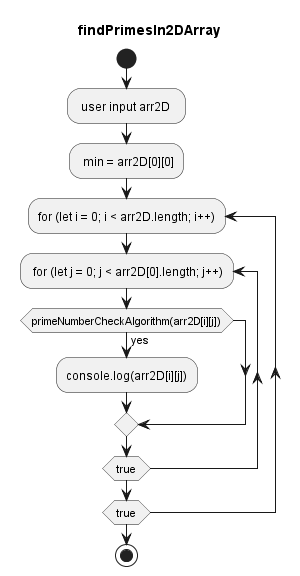 findPrimesIn2DArray
user input arr2D
min = arr2D[0][0]
for (let i = 0; i < arr2D.length; i++)
for (let j = 0; j < arr2D[0].length; j++)
primeNumberCheckAlgorithm(arr2D[i][j])
yes
console.log(arr2D[i][j])
true
true